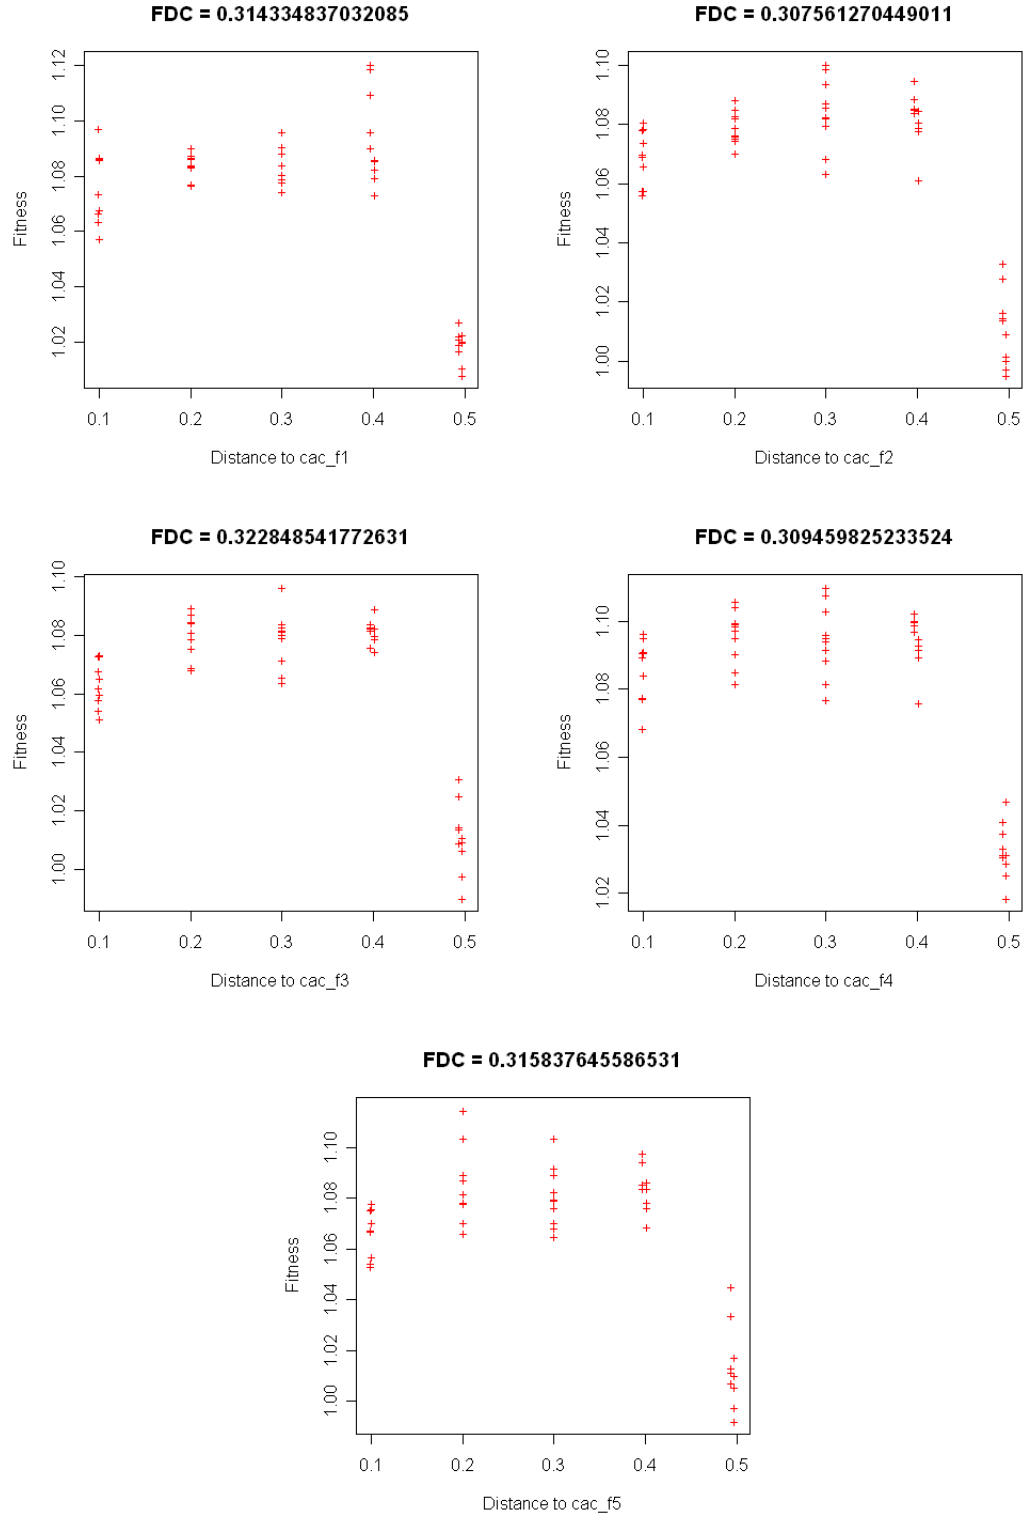 FDC = 0.314334837032085
FDC = 0.307561270449011
Fitness
1.12
1.10
1.08
1.06
1.04
1.02
0.1 0.2 0.3 0.4 0.5
Distance to cac_f1
Fitness
1.10
1.08
1.06
1.04
1.02
1.00
0.1 0.2 0.3 0.4 0.5
Distance to cac_f2
FDC = 0.322848541772631
FDC = 0.309459825233524
Fitness
1.10
1.08
1.06
1.04
1.02
1.00
0.1 0.2 0.3 0.4 0.5
Distance to cac_f3
Fitness
1.10
1.08
1.06
1.04
1.02
0.1 0.2 0.3 0.4 0.5
Distance to cac_f4
FDC = 0.315837645586531
Fitness
1.10
1.08
1.06
1.04
1.02
1.00
0.1 0.2 0.3 0.4 0.5
Distance to cac_f5